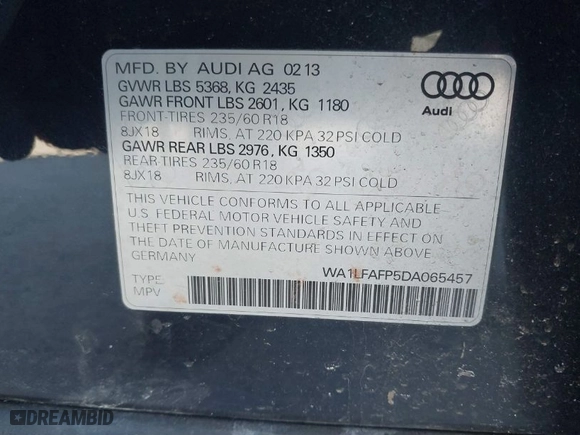 MFD. BY AUDI AG 02 13
GVWR LBS 5368, KG 2435
GAWR FRONT LBS 2601, KG 1180
FRONT-TIRES 235/60 R18
8JX18 RIMS, AT 220 KPA 32 PSI COLD
GAWR REAR LBS 2976, KG 1350
REAR TIRES 235/60 R18
8JX18 RIMS, AT 220 KPA 32 PSI COLD
Audi
THIS VEHICLE CONFORMS TO ALL APPLICABLE
U.S. FEDERAL MOTOR VEHICLE SAFETY AND
THEFT PREVENTION STANDARDS IN EFFECT ON
THE DATE OF MANUFACTURE SHOWN ABOVE
GERMANY
WA1LFAFP5DA065457
TYPE:
MPV
DREAMBID